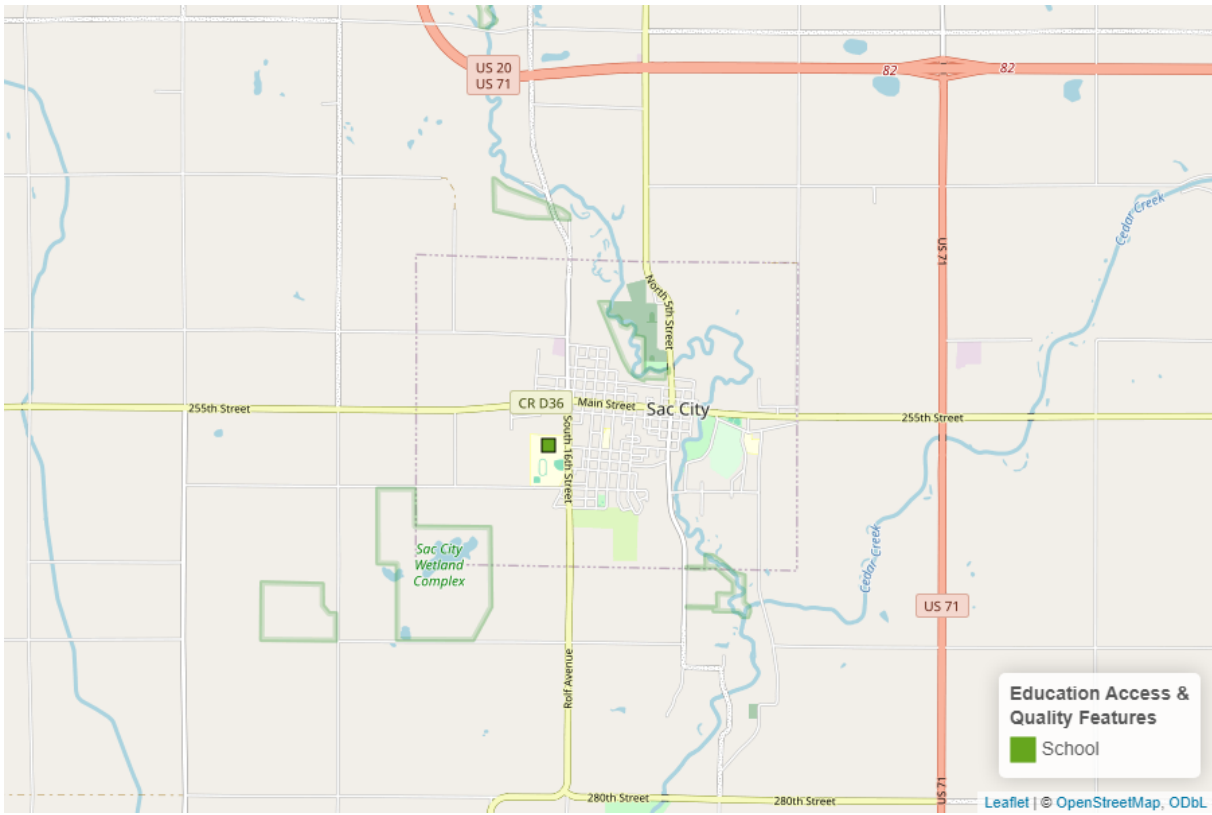 US 20
US 71
82
82
Cedar Creek
US 71
North 5th Street
CR D36
Main Street
Sac City
255th Street
255th Street
South 16th Street
Sac City
Wetland
Complex
Cedar Creek
US 71
Rolf Avenue
Education Access &
Quality Features
School
US 71
280th Street
280th Street
Leaflet | © OpenStreetMap, ODbL